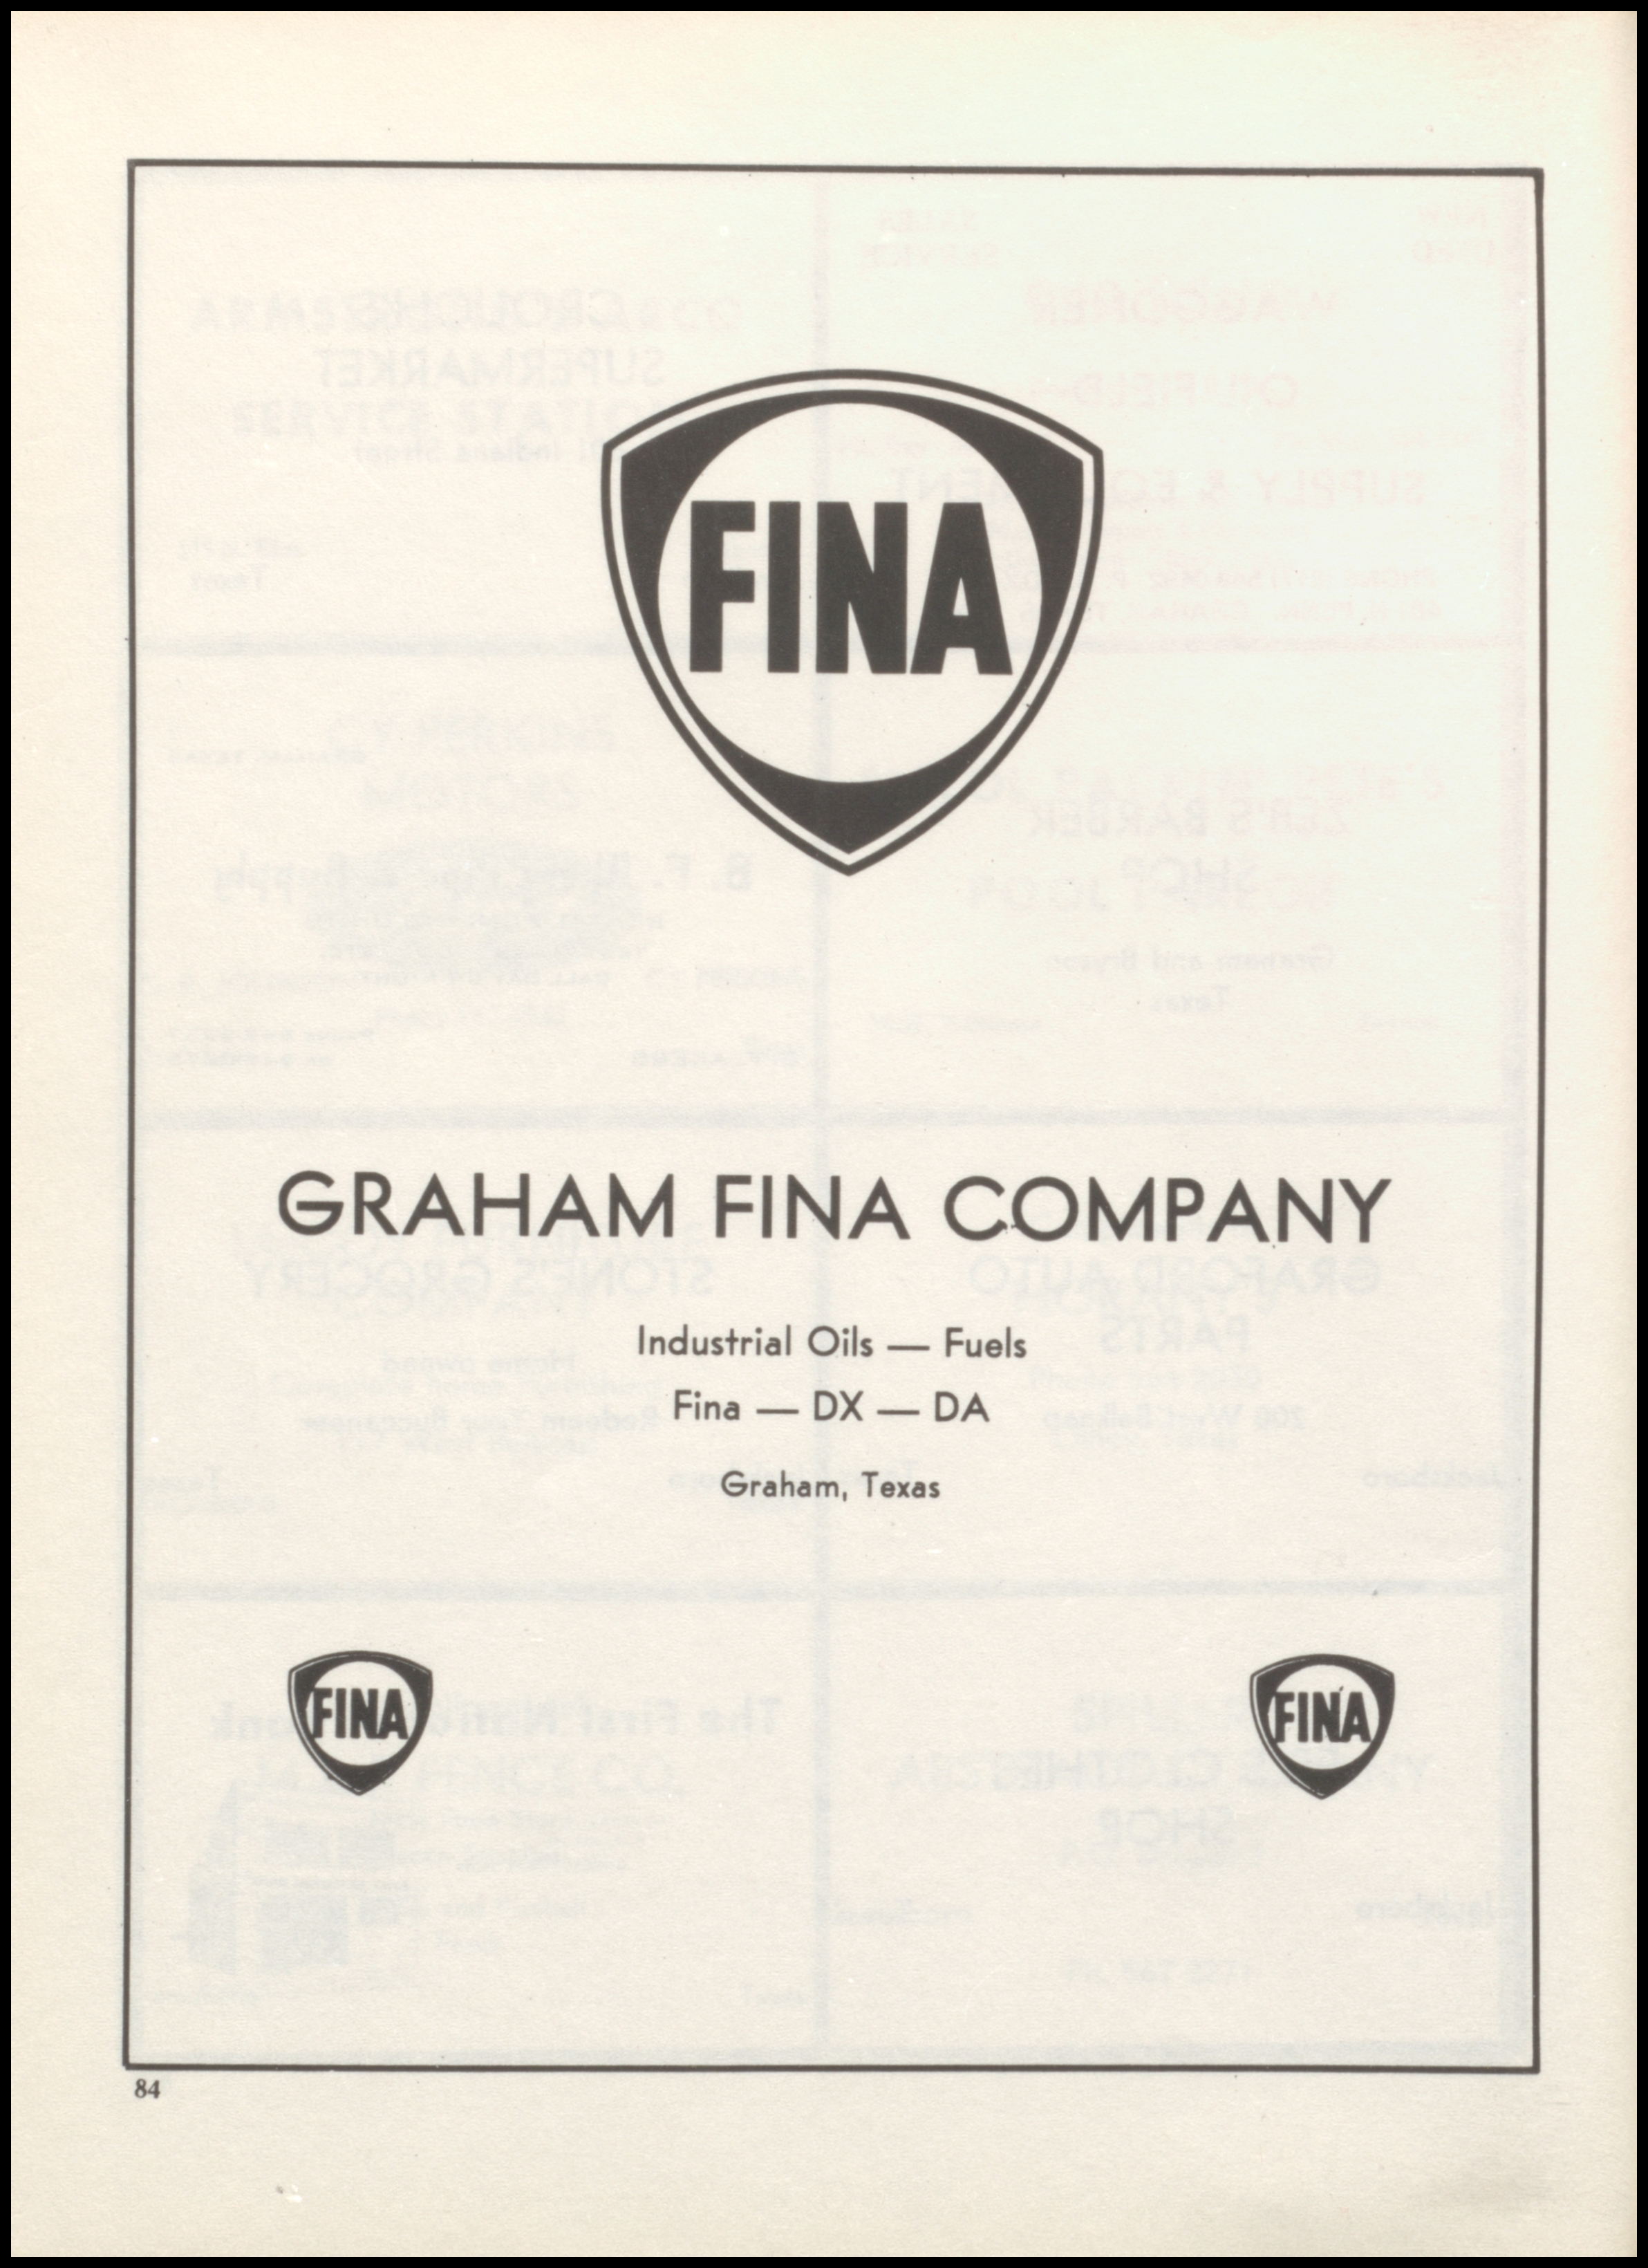 FINA
GRAHAM FINA COMPANY
Industrial Oils — Fuels
Fina — DX — DA
Graham, Texas
FINA
FINA
84